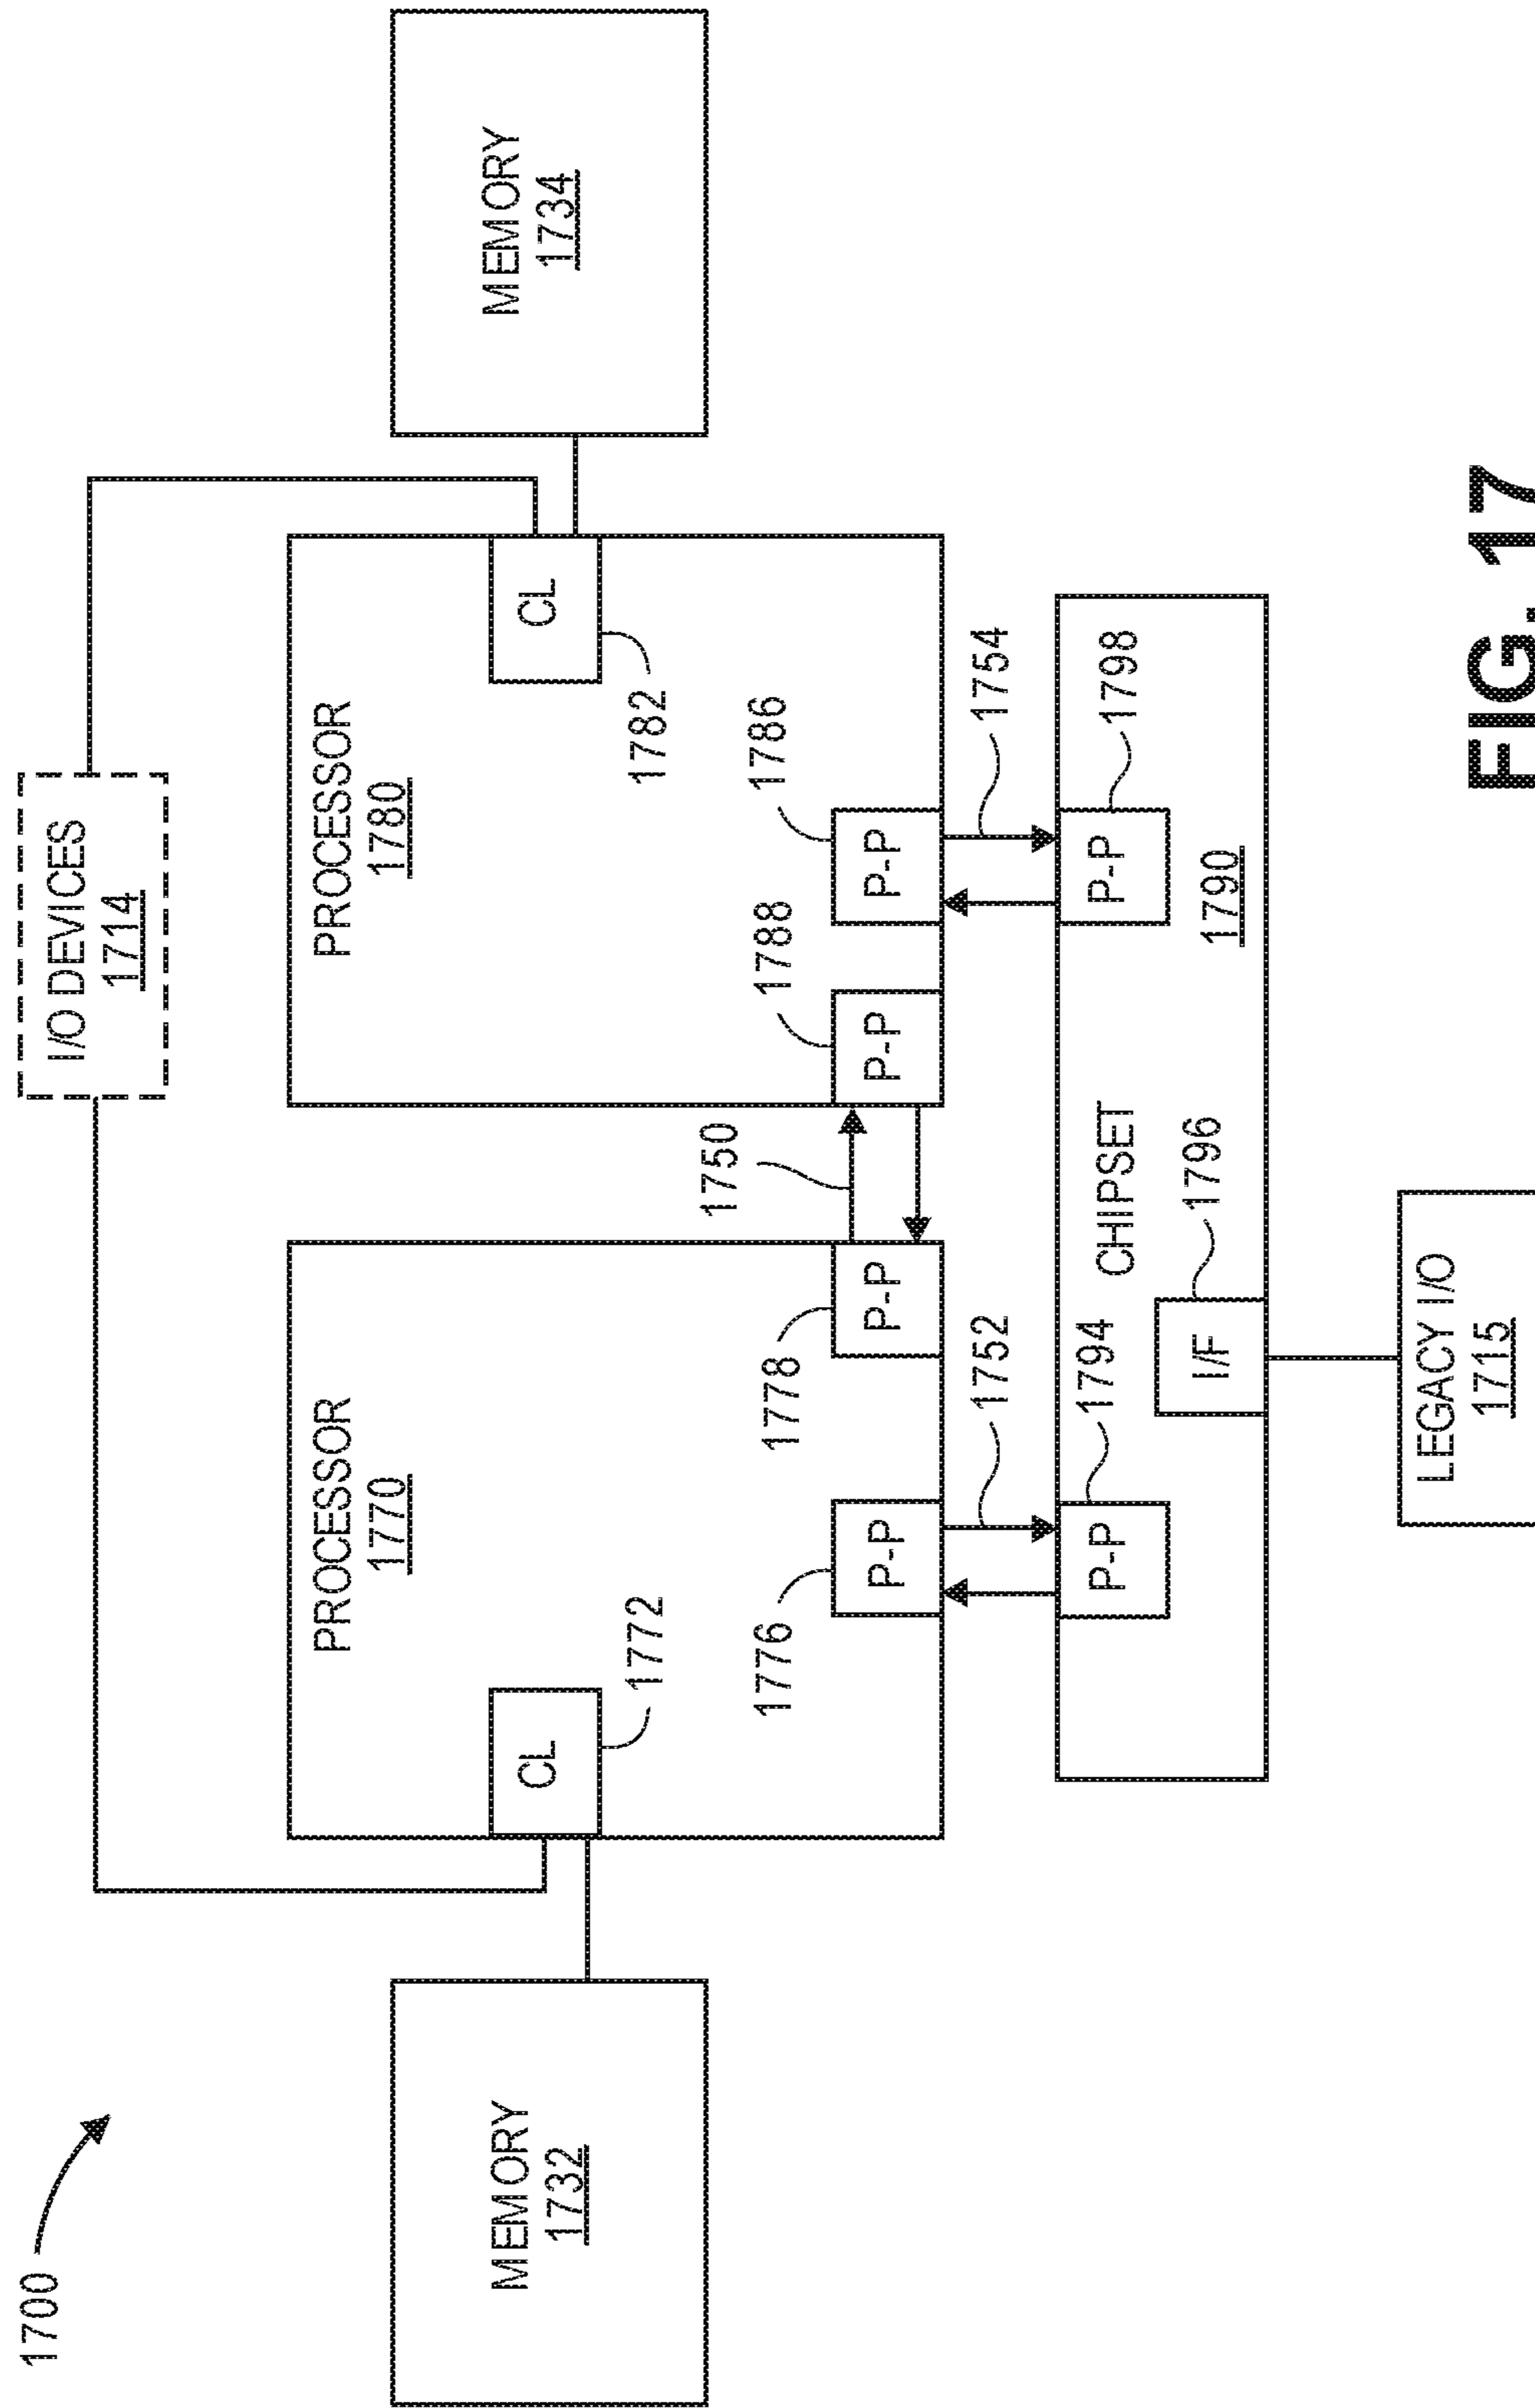 1700
I/O DEVICES
1714
PROCESSOR
1770
PROCESSOR
1780
MEMORY
1732
MEMORY
1734
CL
1772
CL
1782
1750
1776
1778
1788
1786
P-P
P-P
P-P
P-P
1752
1754
P-P
1794
CHIPSET
P-P
1798
I/F
1796
1790
LEGACY I/O
1715
FIG. 17